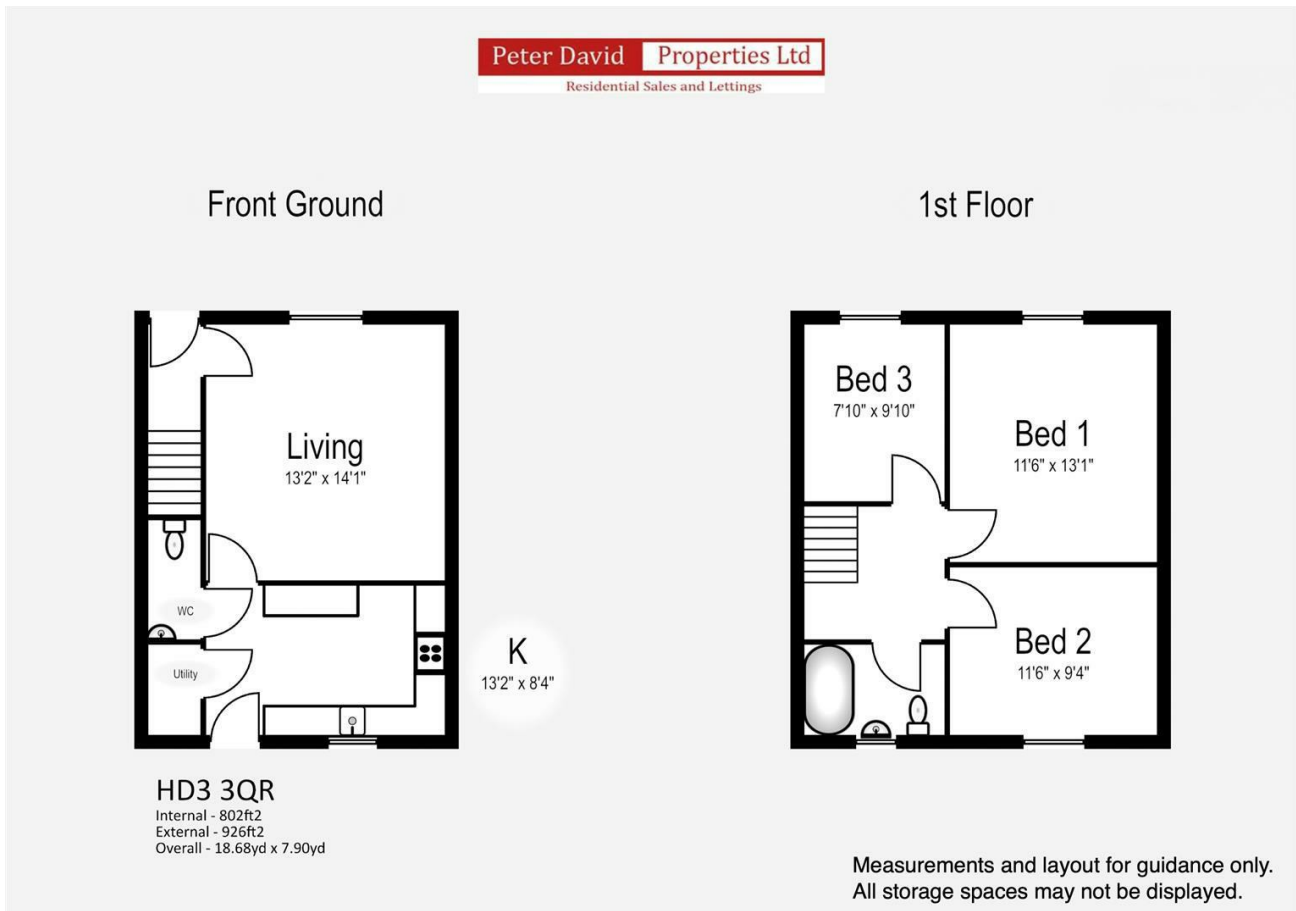 Peter David Properties Ltd
Residential Sales and Lettings
Front Ground
1st Floor
Living
13'2" x 14'1"
WC
Utility
K
13'2" x 8'4"
Bed 3
7'10" x 9'10"
Bed 1
11'6" x 13'1"
Bed 2
11'6" x 9'4"
HD3 3QR
Internal - 802ft2
External - 926ft2
Overall - 18.68yd x 7.90yd
Measurements and layout for guidance only.
All storage spaces may not be displayed.